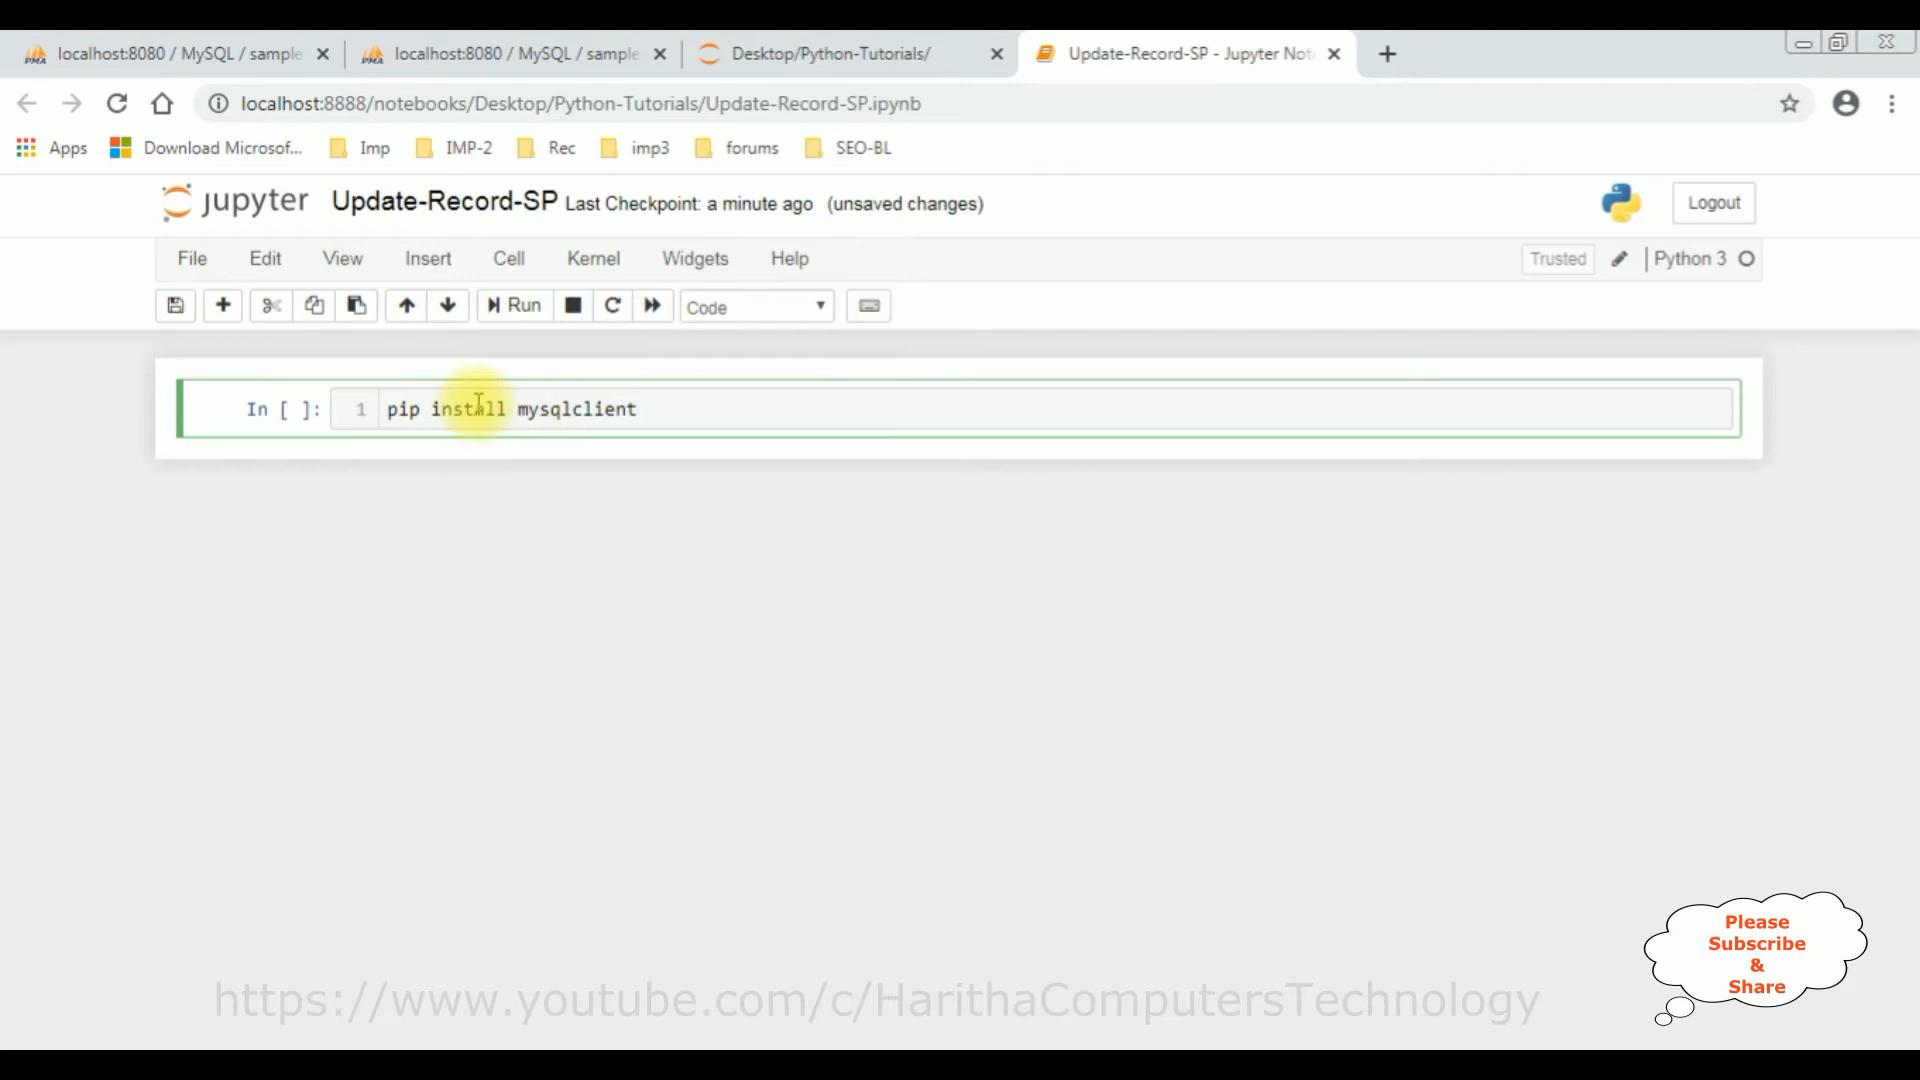 localhost:8080 / MySQL / sample
localhost:8080 / MySQL / sample
Desktop/Python-Tutorials/
Update-Record-SP - Jupyter Not
localhost:8888/notebooks/Desktop/Python-Tutorials/Update-Record-SP.ipynb
Apps
Download Microsof...
Imp
IMP-2
Rec
imp3
forums
SEO-BL
jupyter Update-Record-SP Last Checkpoint: a minute ago (unsaved changes)
Logout
File Edit View Insert Cell Kernel Widgets Help
Trusted
Python 3
Run
Code
In [ ]: 1 pip install mysqlclient
Please
Subscribe
&
Share
https://www.youtube.com/c/HarithaComputersTechnology